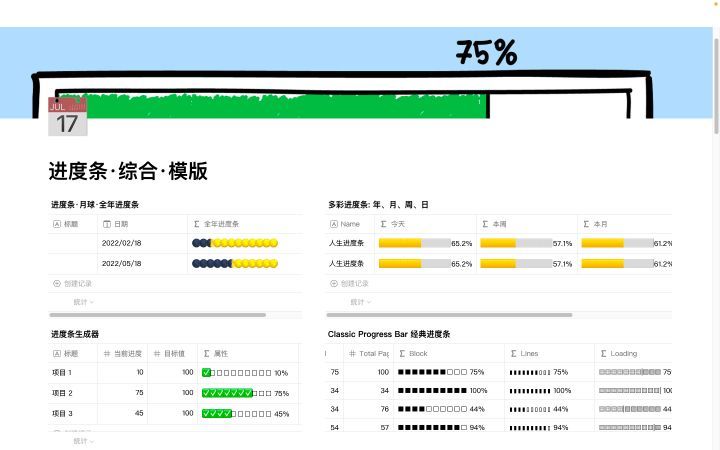 75%
JUL
17
进度条·综合·模版
进度条·月球·全年进度条
标题 日期 全年进度条
2022/02/18
2022/05/18
创建记录
统计
多彩进度条: 年、月、周、日
Name 今天 本周 本月
人生进度条 65.2% 57.1% 61.2%
人生进度条 65.2% 57.1% 61.2%
创建记录
统计
进度条生成器
标题 当前进度 目标值 属性
项目 1 10 100 10%
项目 2 75 100 75%
项目 3 45 100 45%
统计
Classic Progress Bar 经典进度条
Total Pag Block Lines Loading
75 100 75% 75% 75
34 34 100% 100% 100
34 76 44% 44% 44
54 57 94% 94% 94